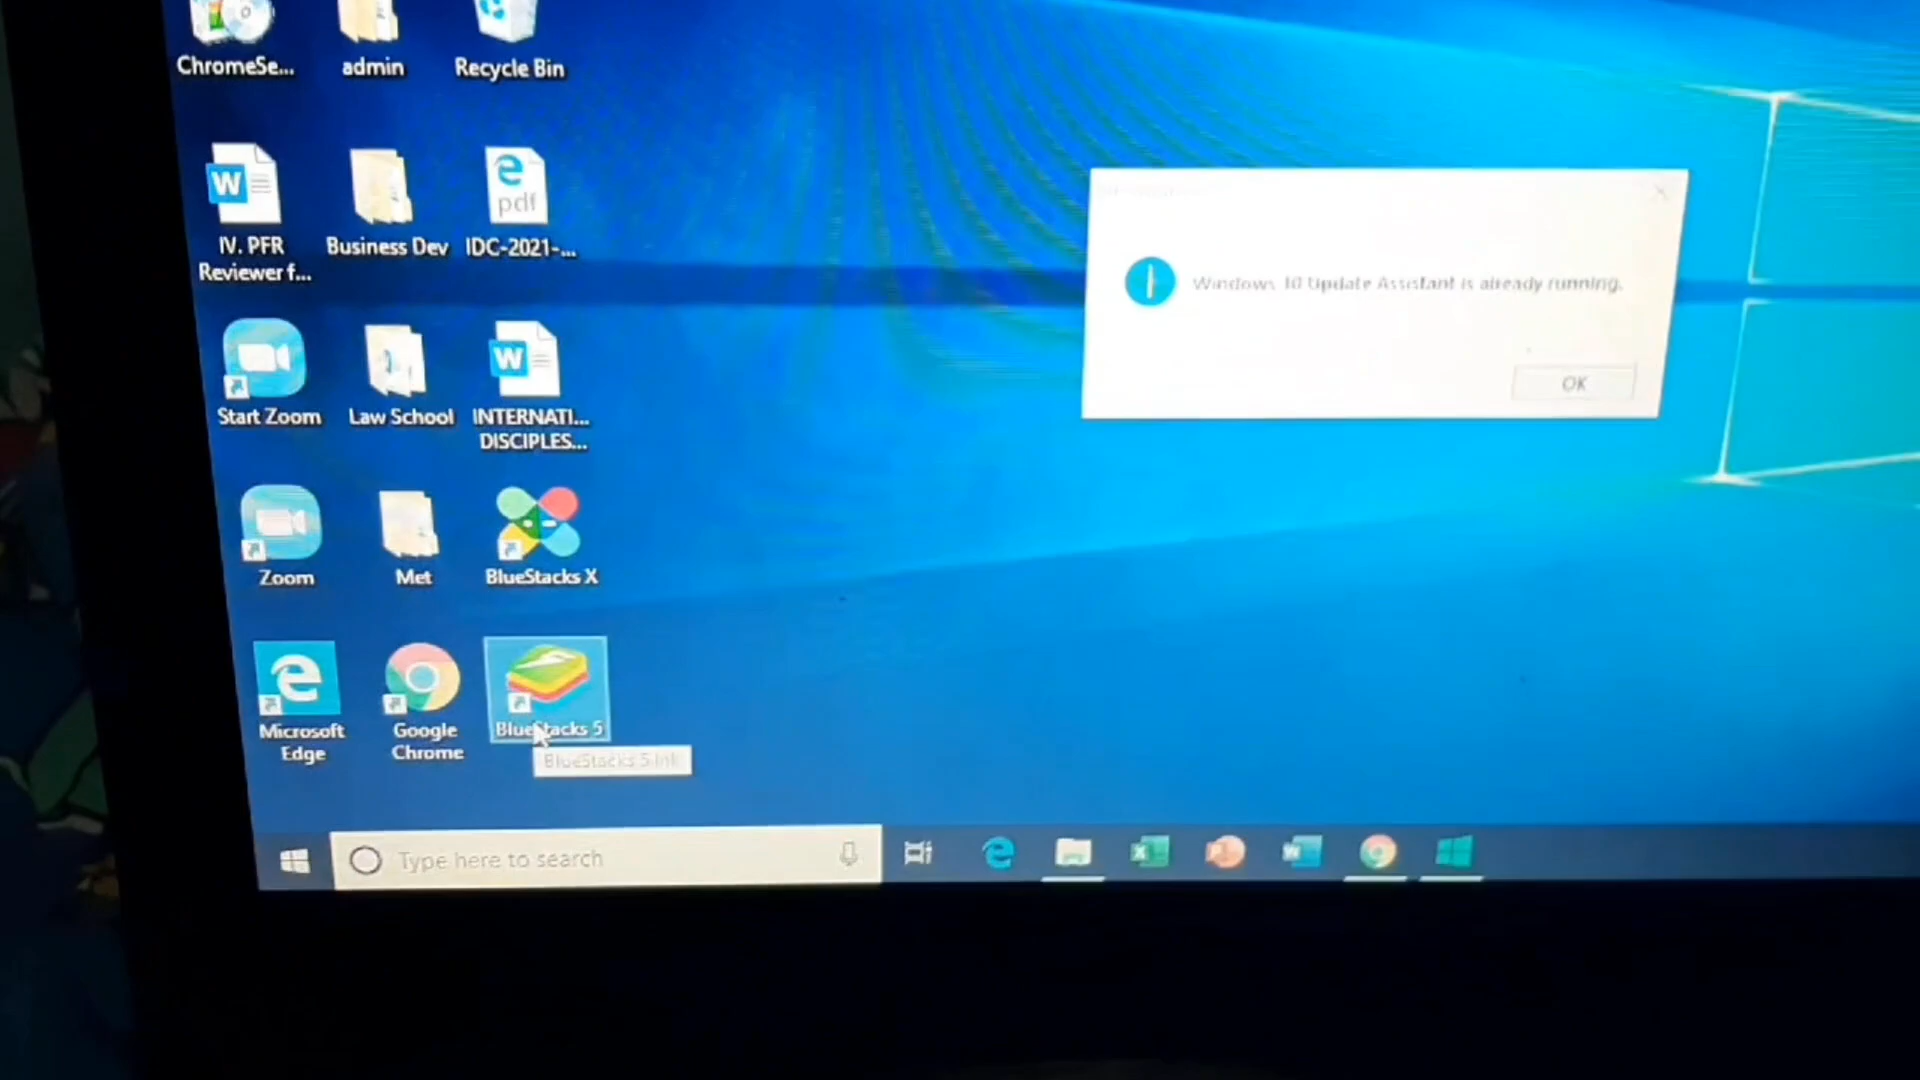 ChromeSe...
admin
Recycle Bin
W
IV. PFR
Reviewer f...
Business Dev
pdf
IDC-2021-...
Start Zoom
Law School
W
INTERNATI...
DISCIPLES...
Zoom
Met
BlueStacks X
Microsoft
Edge
Google
Chrome
BlueStacks 5
BlueStacks 5.lnk
Windows 10 Update Assistant is already running.
OK
Type here to search